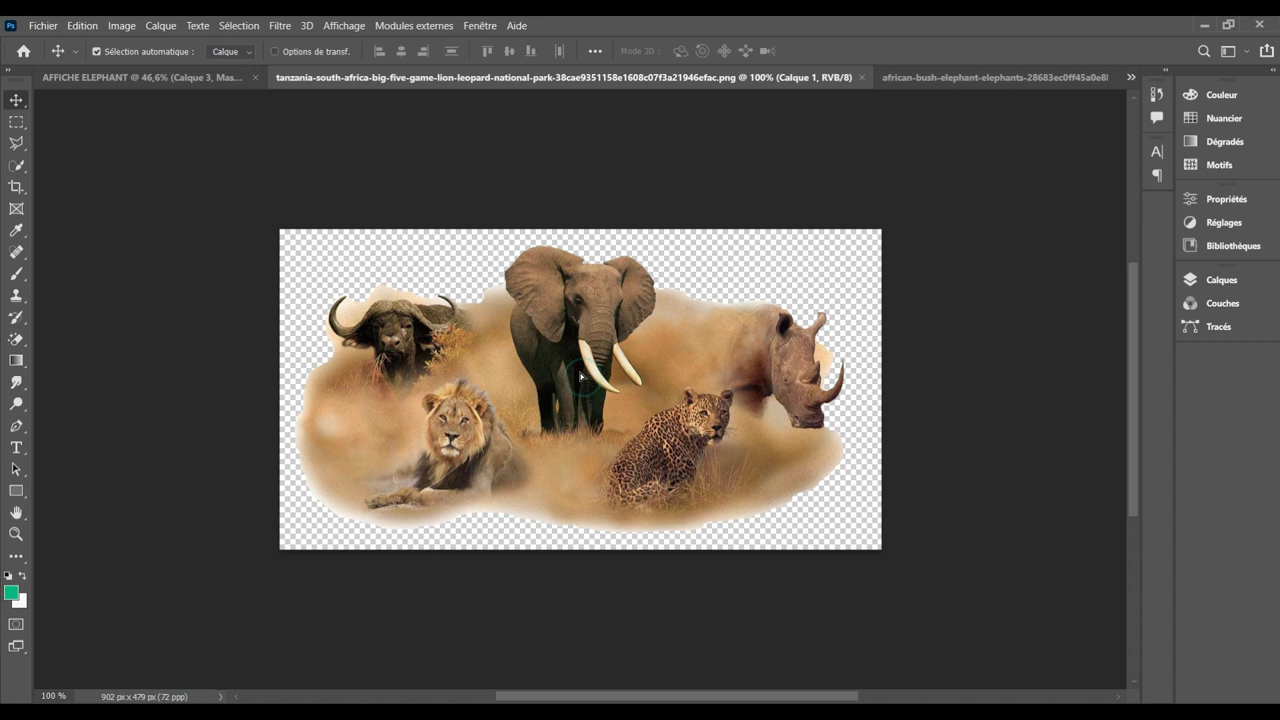 Ps Fichier Edition Image Calque Texte Sélection Filtre 3D Affichage Modules externes Fenêtre Aide
Sélection automatique : Calque Options de transf. Mode 3D :
AFFICHE ELEPHANT @ 46,6% (Calque 3, Mas... tanzania-south-africa-big-five-game-lion-leopard-national-park-38cae9351158e1608c07f3a21946efac.png @ 100% (Calque 1, RVB/8) african-bush-elephant-elephants-28683ec0ff45a0e8
Couleur
Nuancier
Dégradés
Motifs
Propriétés
Réglages
Bibliothèques
Calques
Couches
Tracés
100 % 902 px x 479 px (72 ppp)